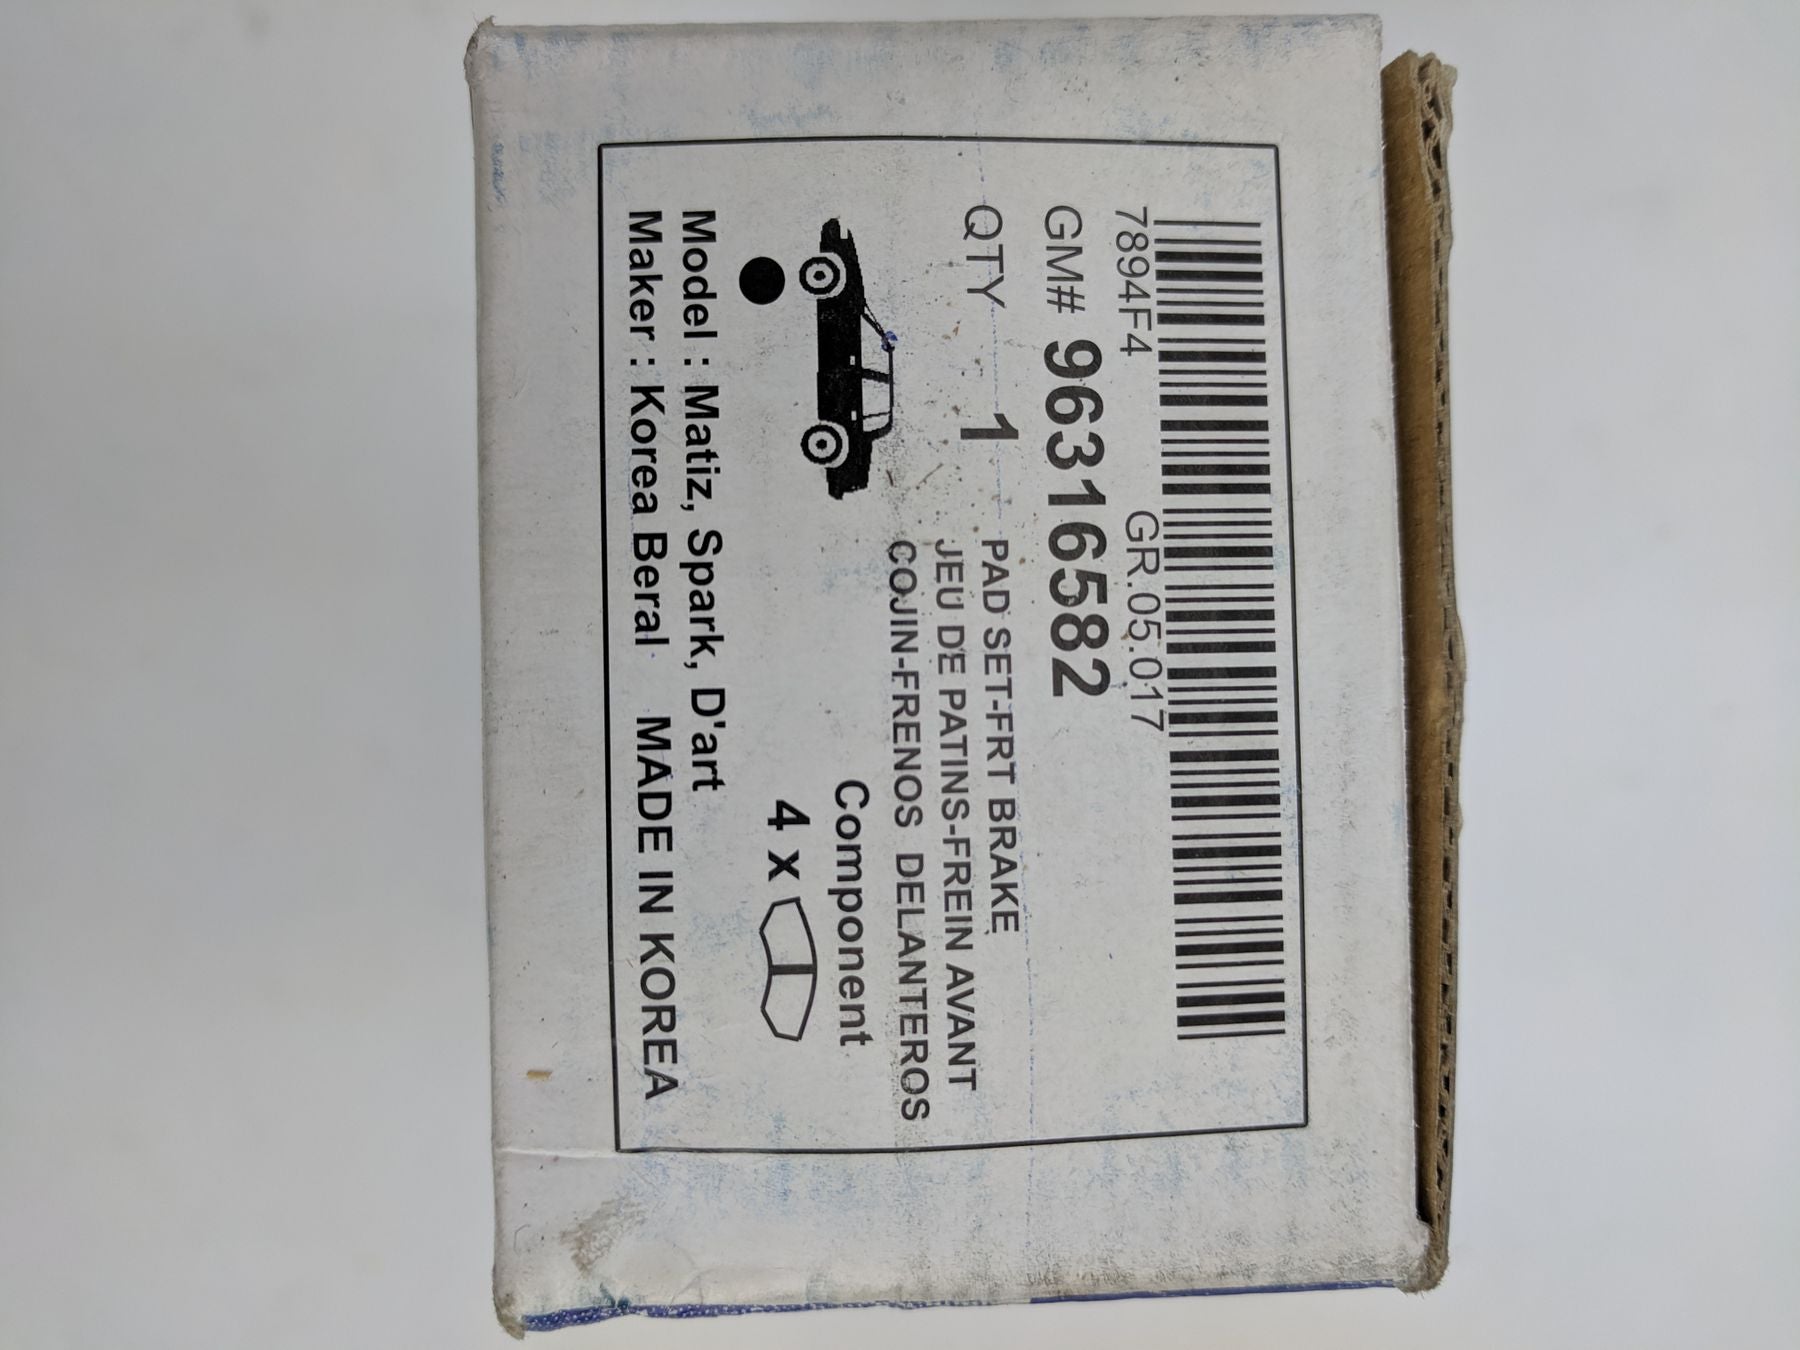 7894F4 GR.05.017
GM# 96316582
QTY 1 PAD SET-FRT BRAKE
JEU DE PATINS-FREIN AVANT
COJIN-FRENOS DELANTEROS
Component
4 x
Model : Matiz, Spark, D'art
Maker : Korea Beral MADE IN KOREA